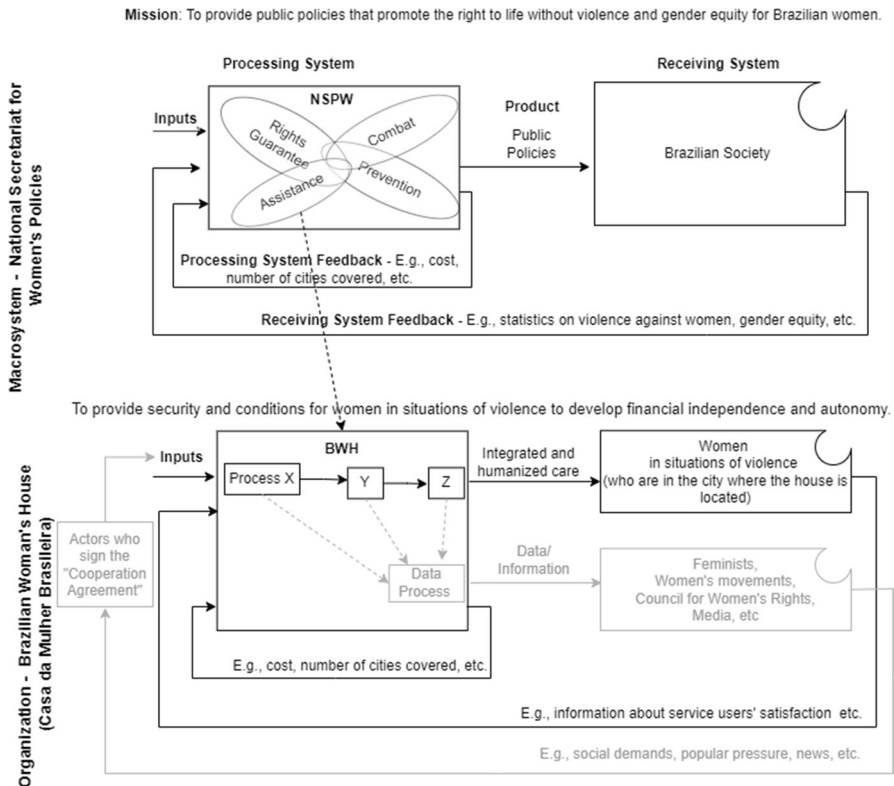 Mission: To provide public policies that promote the right to life without violence and gender equity for Brazilian women.
Macrosystem - National Secretariat for
Women's Policies
Processing System
Receiving System
NSPW
Inputs
Rights
Guarantee
Combat
Assistance
Prevention
Product
Public
Policies
Brazilian Society
Processing System Feedback - E.g., cost,
number of cities covered, etc.
Receiving System Feedback - E.g., statistics on violence against women, gender equity, etc.
Organization - Brazilian Woman's House
(Casa da Mulher Brasileira)
To provide security and conditions for women in situations of violence to develop financial independence and autonomy.
BWH
Inputs
Process X
Y
Z
Integrated and
humanized care
Women
in situations of violence
(who are in the city where the house is
located)
Actors who
sign the
"Cooperation
Agreement"
Data
Process
Data/
Information
Feminists,
Women's movements,
Council for Women's Rights,
Media, etc
E.g., cost, number of cities covered, etc.
E.g., information about service users' satisfaction etc.
E.g., social demands, popular pressure, news, etc.